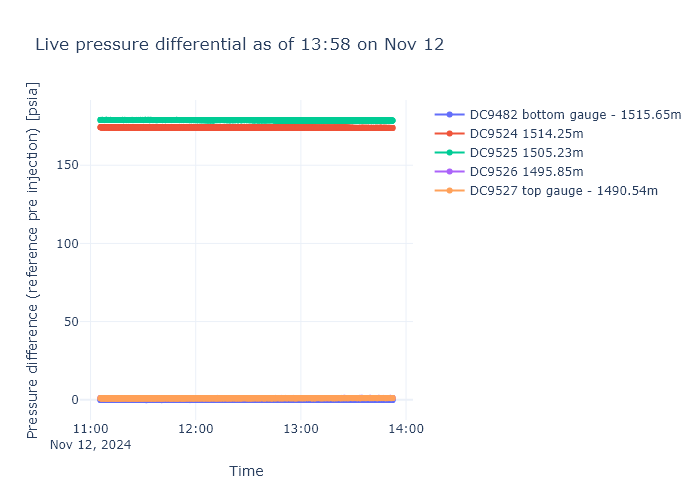 Live pressure differential as of 13:58 on Nov 12
Pressure difference (reference pre injection) [psia]
150
100
50
0
11:00
Nov 12, 2024
12:00
13:00
14:00
Time
DC9482 bottom gauge - 1515.65m
DC9524 1514.25m
DC9525 1505.23m
DC9526 1495.85m
DC9527 top gauge - 1490.54m